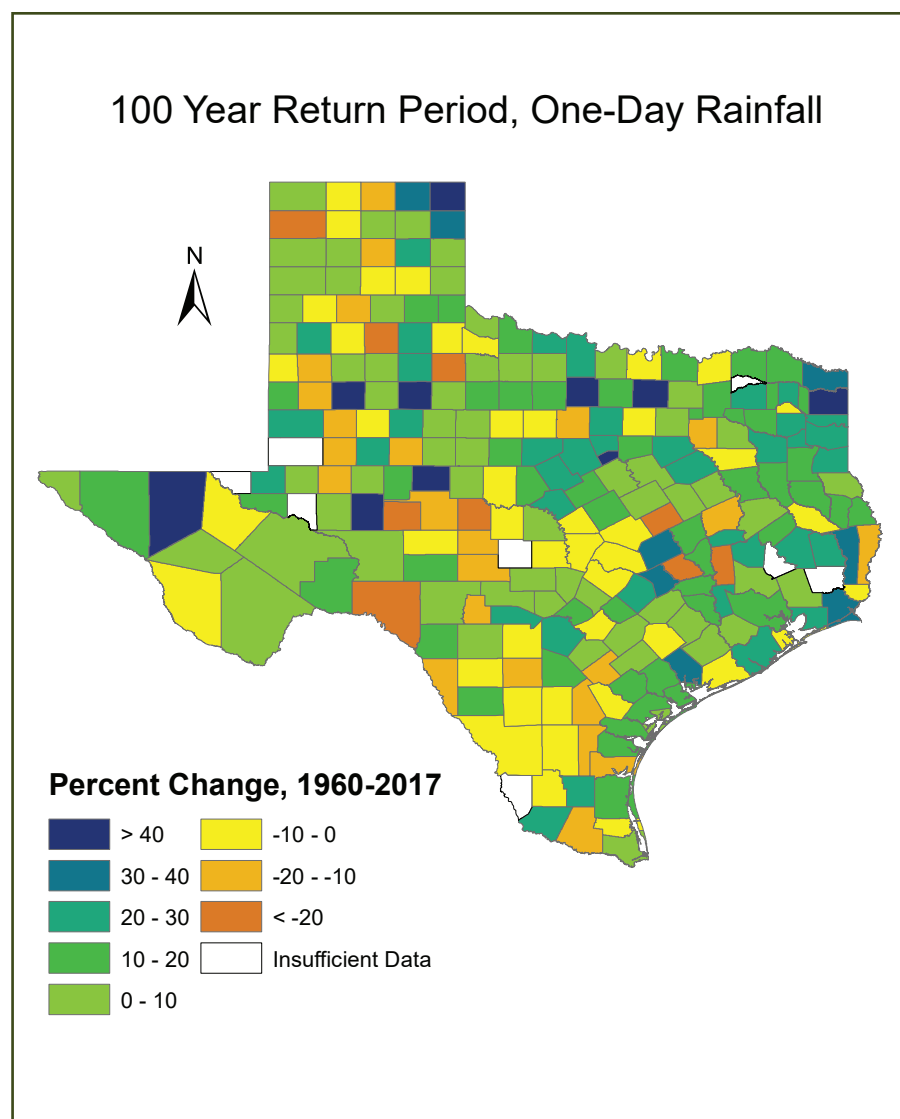 100 Year Return Period, One-Day Rainfall
N
Percent Change, 1960-2017
> 40
30 - 40
20 - 30
10 - 20
0 - 10
-10 - 0
-20 - -10
< -20
Insufficient Data